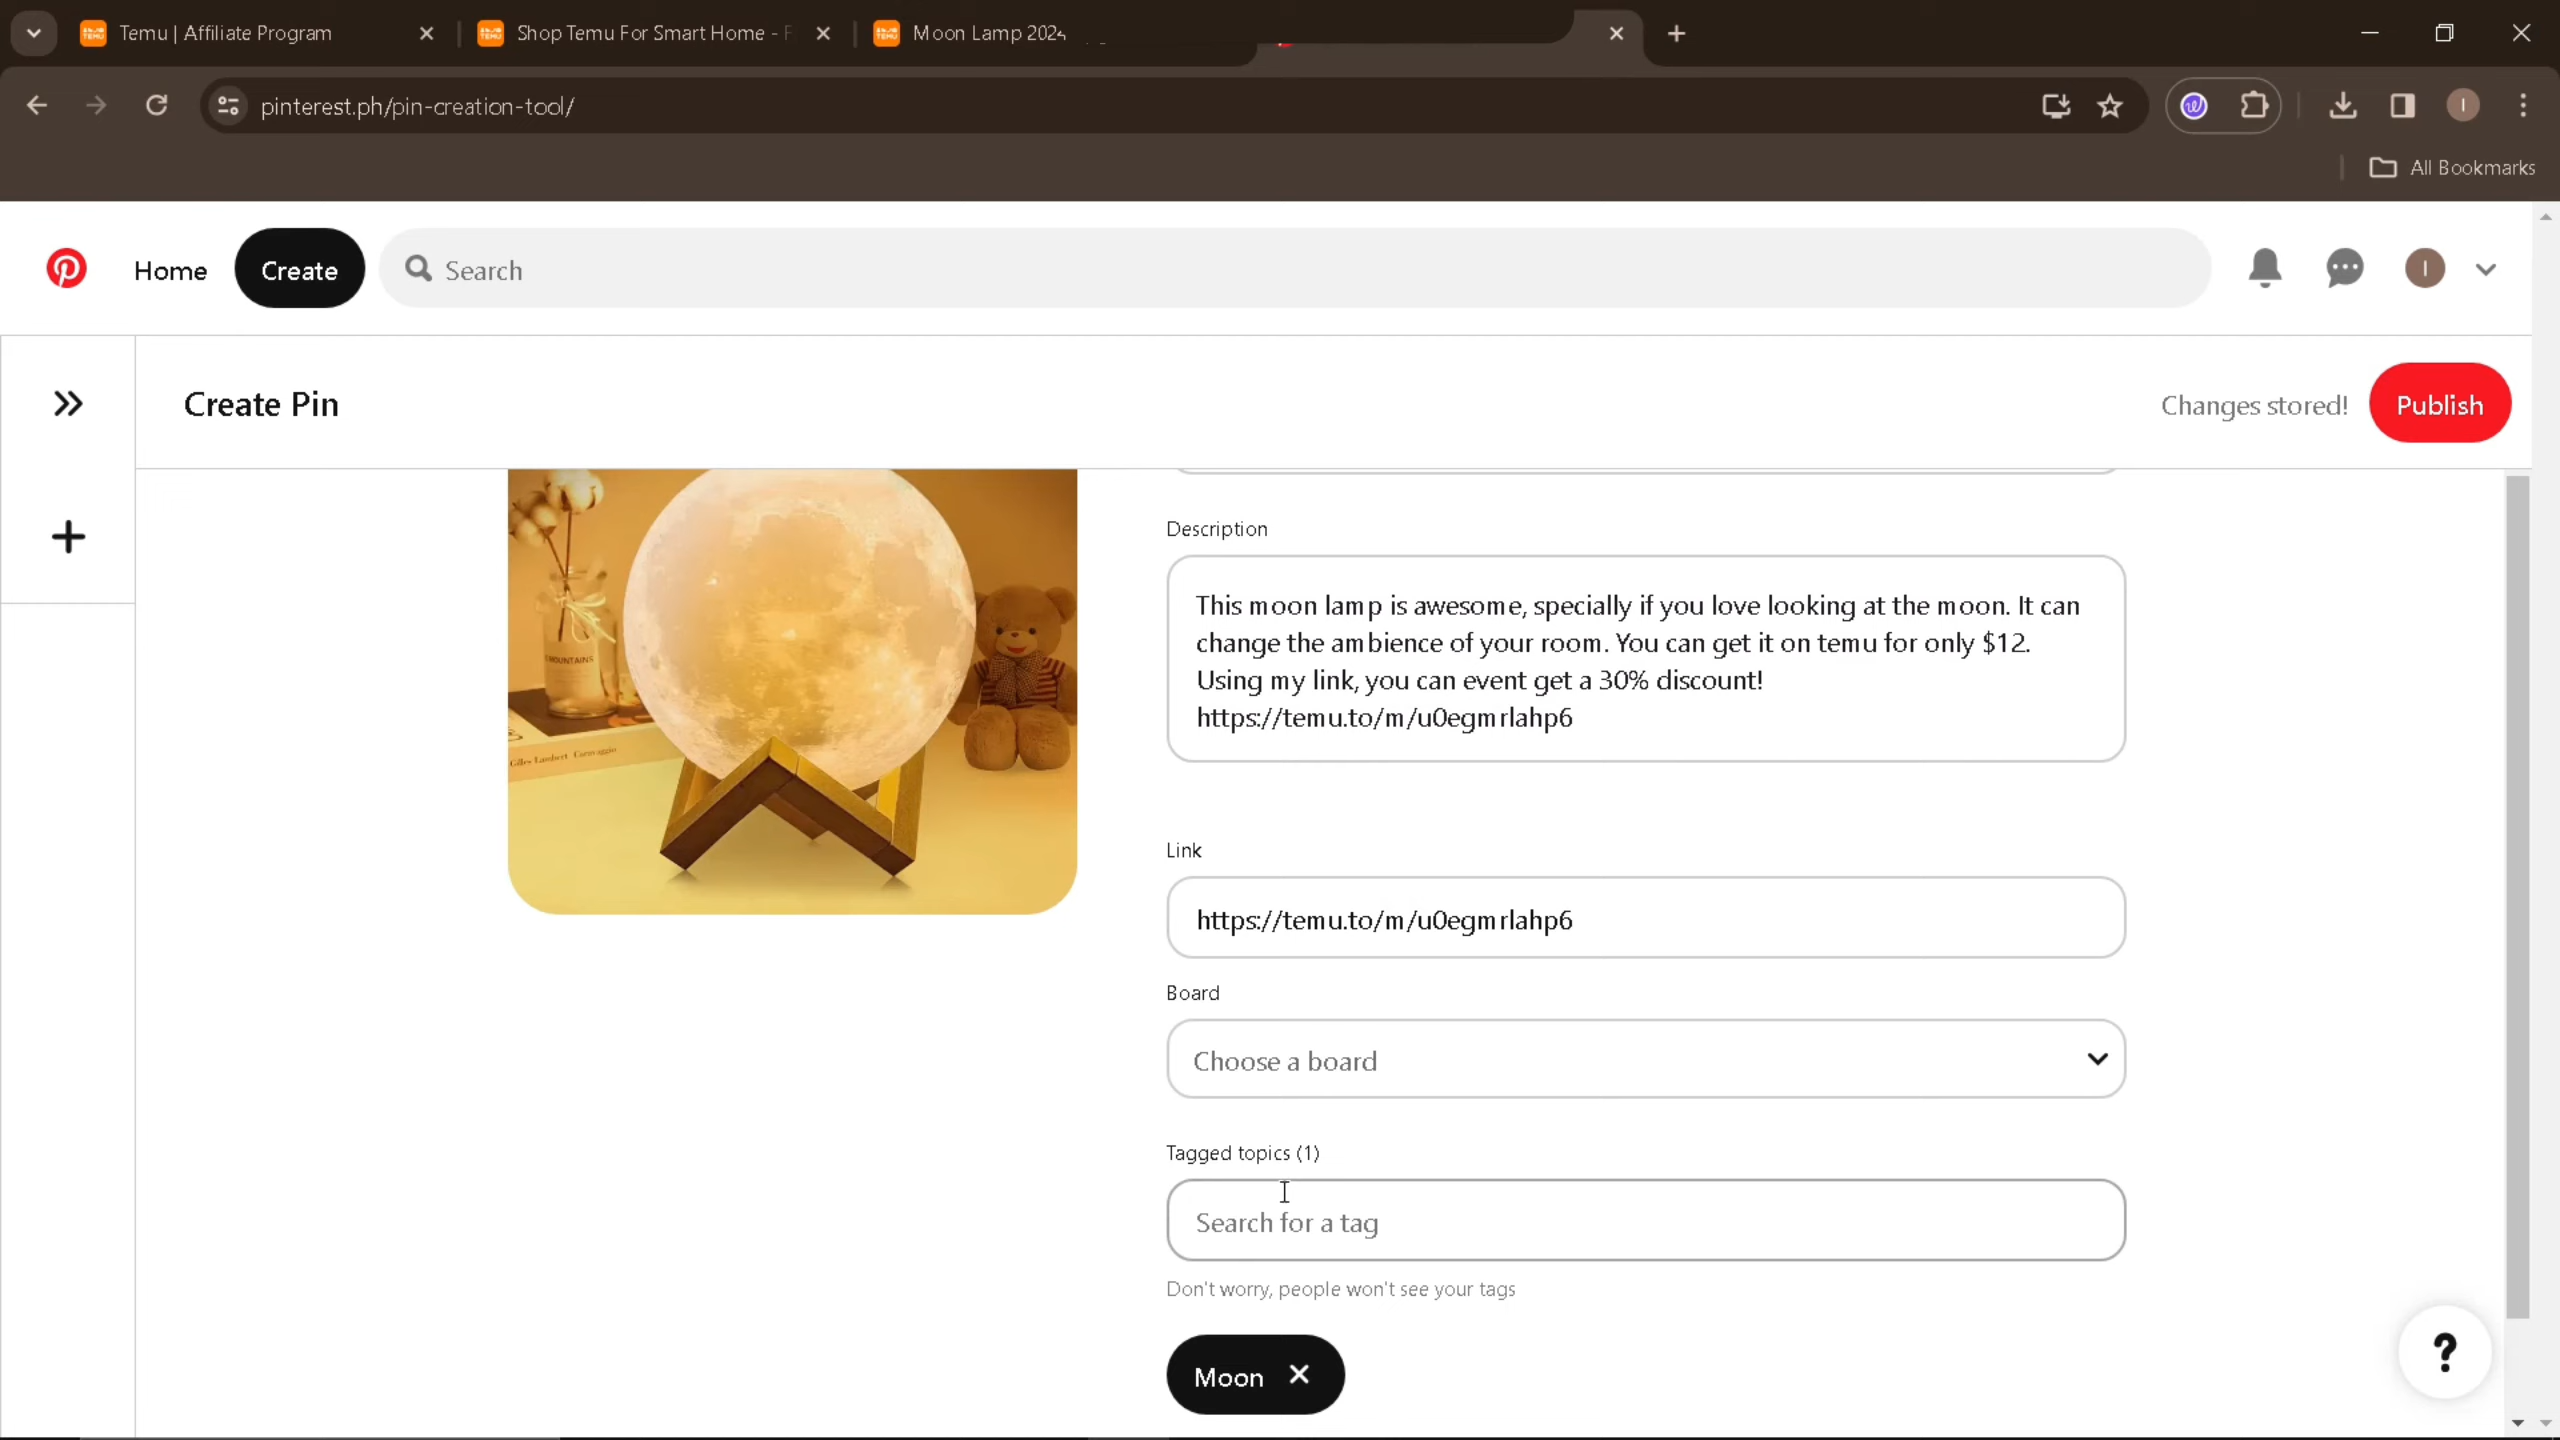 Temu | Affiliate Program
Shop Temu For Smart Home - F
Moon Lamp 2024
pinterest.ph/pin-creation-tool/
I
All Bookmarks
Home
Create
Search
I
Create Pin
Changes stored!
Publish
Description
This moon lamp is awesome, specially if you love looking at the moon. It can
change the ambience of your room. You can get it on temu for only $12.
Using my link, you can event get a 30% discount!
https://temu.to/m/u0egmrlahp6
MOUNTAINS
Gilles Lambert Caravaggio
Link
https://temu.to/m/u0egmrlahp6
Board
Choose a board
Tagged topics (1)
Search for a tag
Don't worry, people won't see your tags
Moon
?